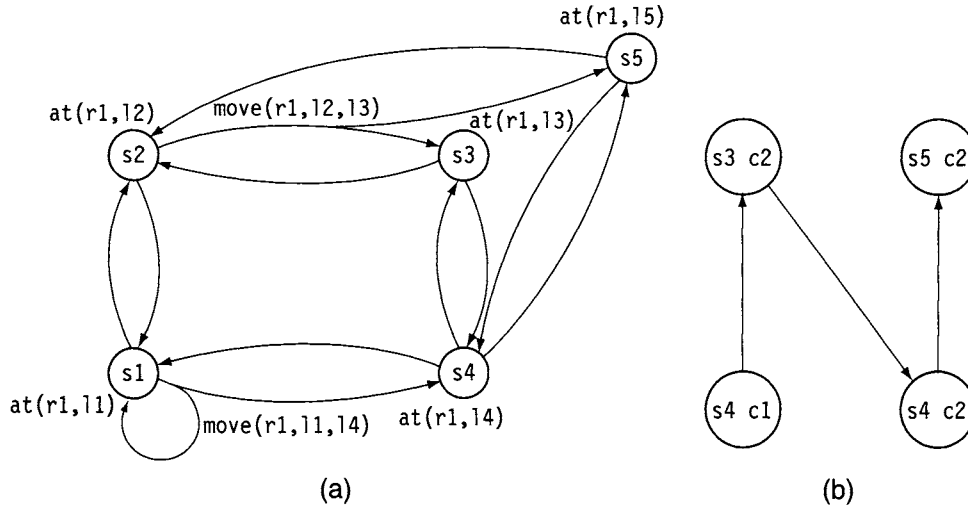 at(r1,l5)
s5
at(r1,l2)
move(r1,l2,l3)
at(r1,l3)
s2
s3
s3 c2
s5 c2
s1
s4
s4 c1
s4 c2
at(r1,l1)
move(r1,l1,l4)
at(r1,l4)
(a)
(b)